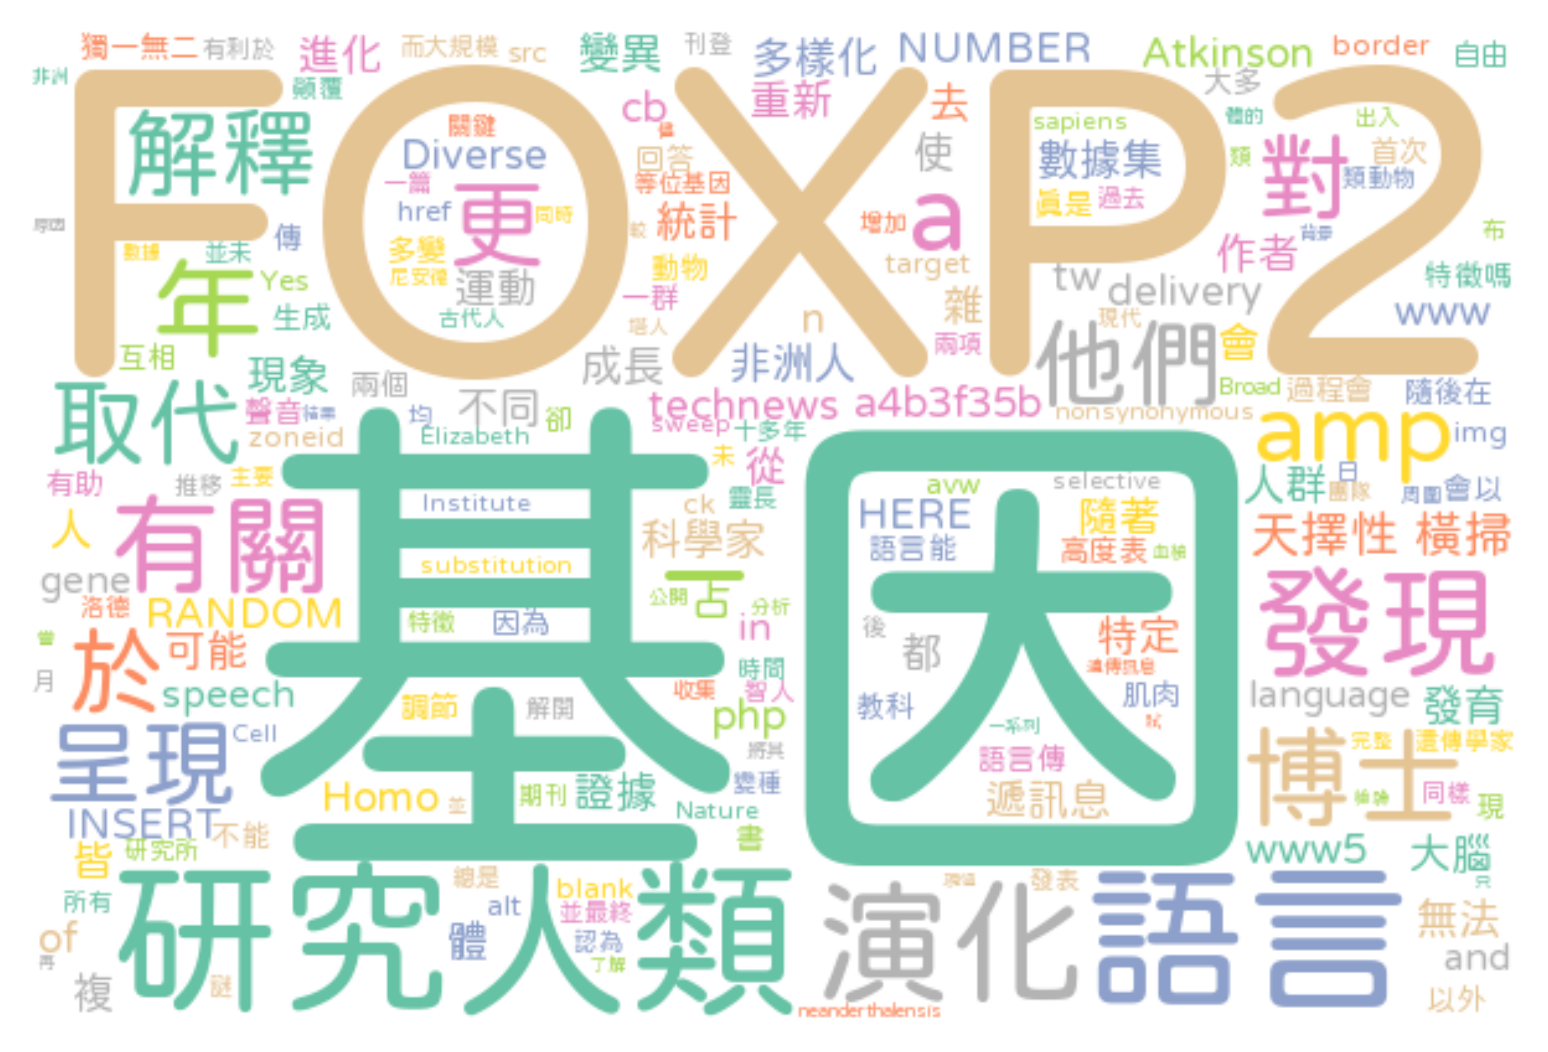 獨一無二 有利於 進化 而大規模 src 變異 刊登 多樣化 NUMBER Atkinson border 自由
非洲 顛覆 cb 重新 去 大多
FOXP2
解釋 關鍵 Diverse 回答 使 sapiens 數據集 體的 類 對 出入 首次
一篇 更 等位基因 a 眞是 過去 類動物
href 同時 統計 增加 作者 背景 布
原因 數據 並未 傳 多變 較 動物 target 特徵嗎
年 Yes 尼安德 運動 一群 n 雜 tw delivery www
生成 古代人 塔人 現代 他們 會
互相 現象 兩個 成長 非洲人 兩項 Broad 過程會 隨後在
取代 聲音 均 不同 卻 technews a4b3f35b nonsynohymous amp img
zoneid Elizabeth sweep 十多年
有助 推移 主要 未 從 人群 日 團隊 周圍 會以
Institute ck 靈長 avw selective
人 有關 科學家 HERE 隨著 天擇性 橫掃
語言能 高度表
gene substitution 舌 發現
基因
洛德 RANDOM 特徵 因為 公開 分析 in 後 都 特定
於 可能 時間 遺傳訊息
月 speech 收集 智人 教科 肌肉 language 發育
調節 解開 php 一系列
呈現 Cell 將其 語言傳 博士 完整 遺傳學家
Homo 並 期刊 證據 變種 遞訊息 同樣 現
INSERT 不能 Nature 書
皆 研究所 www5 大腦
所有 研究 總是 人類 blank 演化 發表 語言 只
alt 並最終 無法
of 體 認為 and
再 了解
複 謎 neanderthalensis 以外